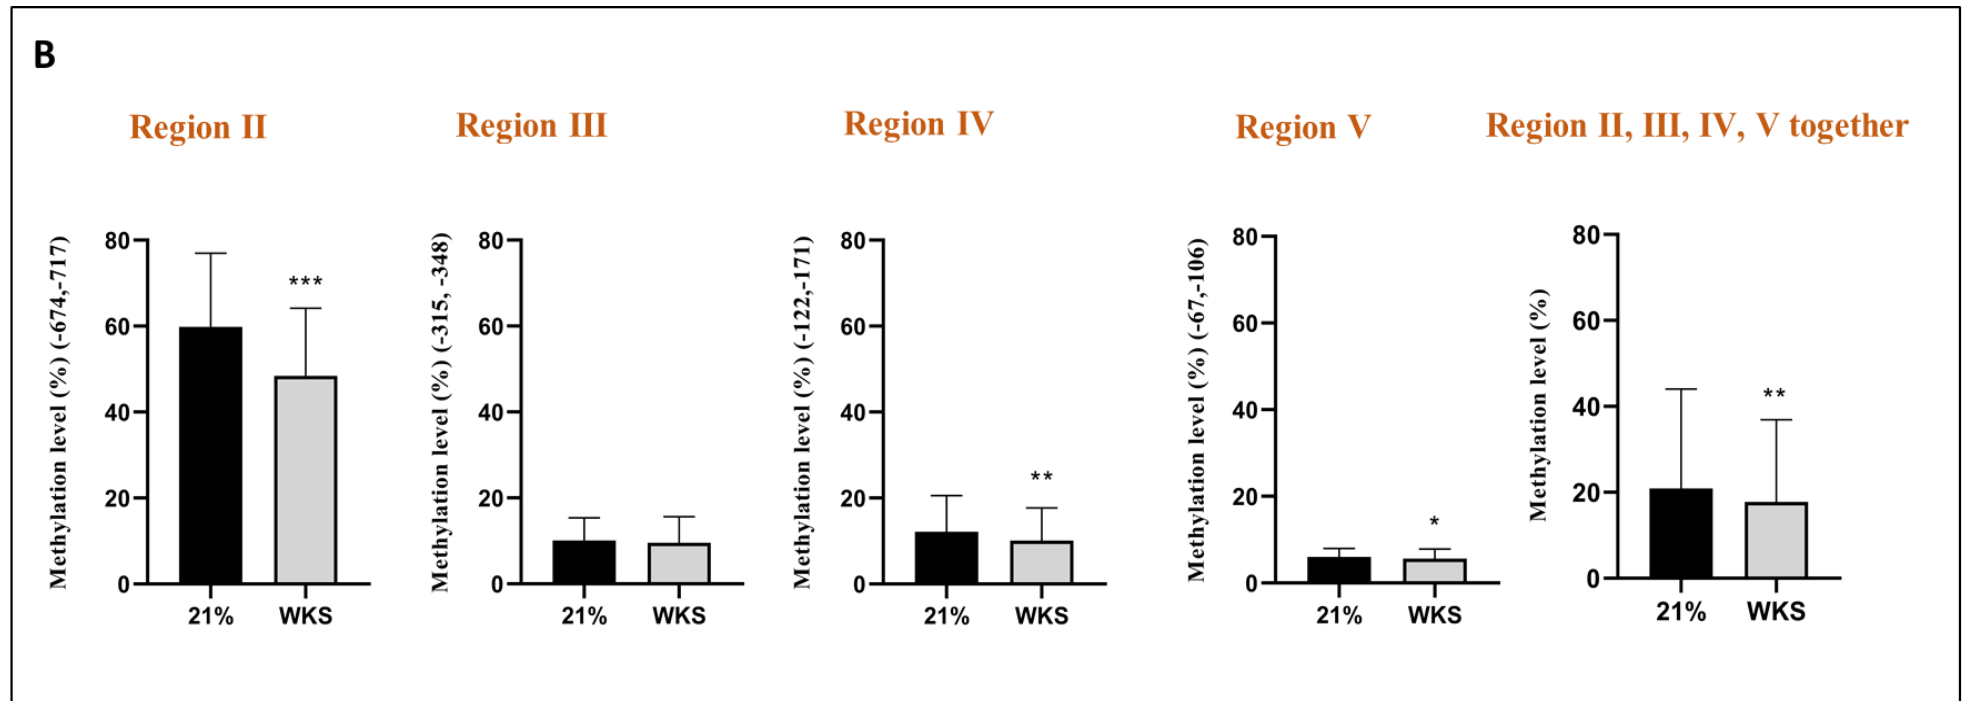 B
Region II
Region III
Region IV
Region V
Region II, III, IV, V together
Methylation level (%) (-674,-717)
80
60
40
20
0
***
21%
WKS
Methylation level (%) (-315, -348)
80
60
40
20
0
21%
WKS
Methylation level (%) (-122,-171)
80
60
40
20
0
**
21%
WKS
Methylation level (%) (-67,-106)
80
60
40
20
0
*
21%
WKS
Methylation level (%)
80
60
40
20
0
**
21%
WKS